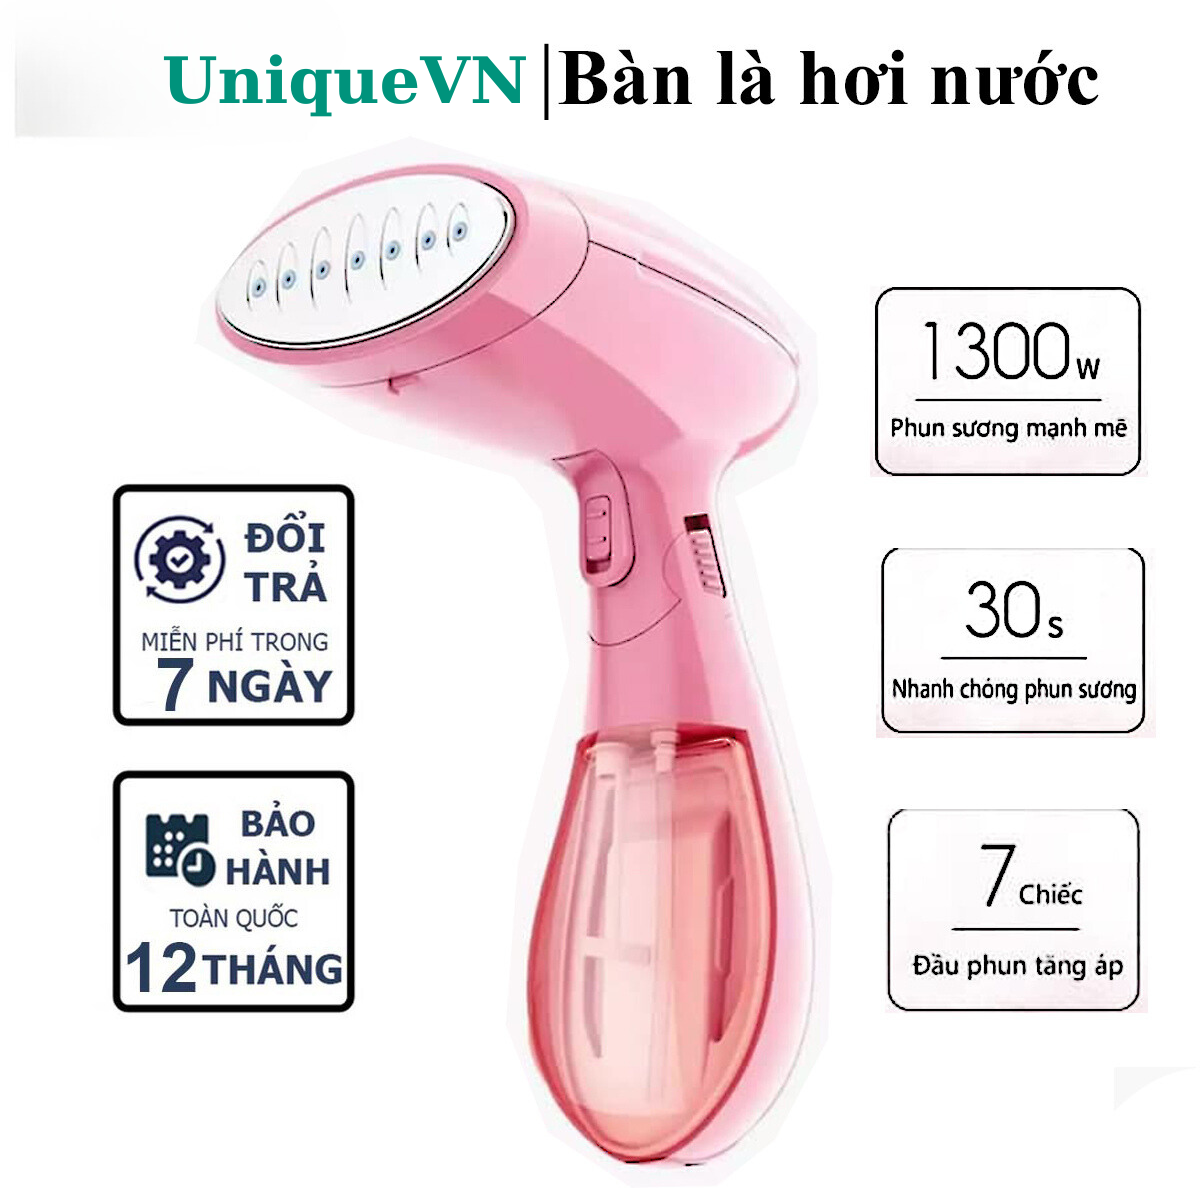 UniqueVN|Bàn là hơi nước
1300W
Phun sương mạnh mẽ
ĐỔI
TRẢ
MIỄN PHÍ TRONG
7 NGÀY
30s
Nhanh chóng phun sương
BẢO
HÀNH
TOÀN QUỐC
12 THÁNG
7 Chiếc
Đầu phun tăng áp